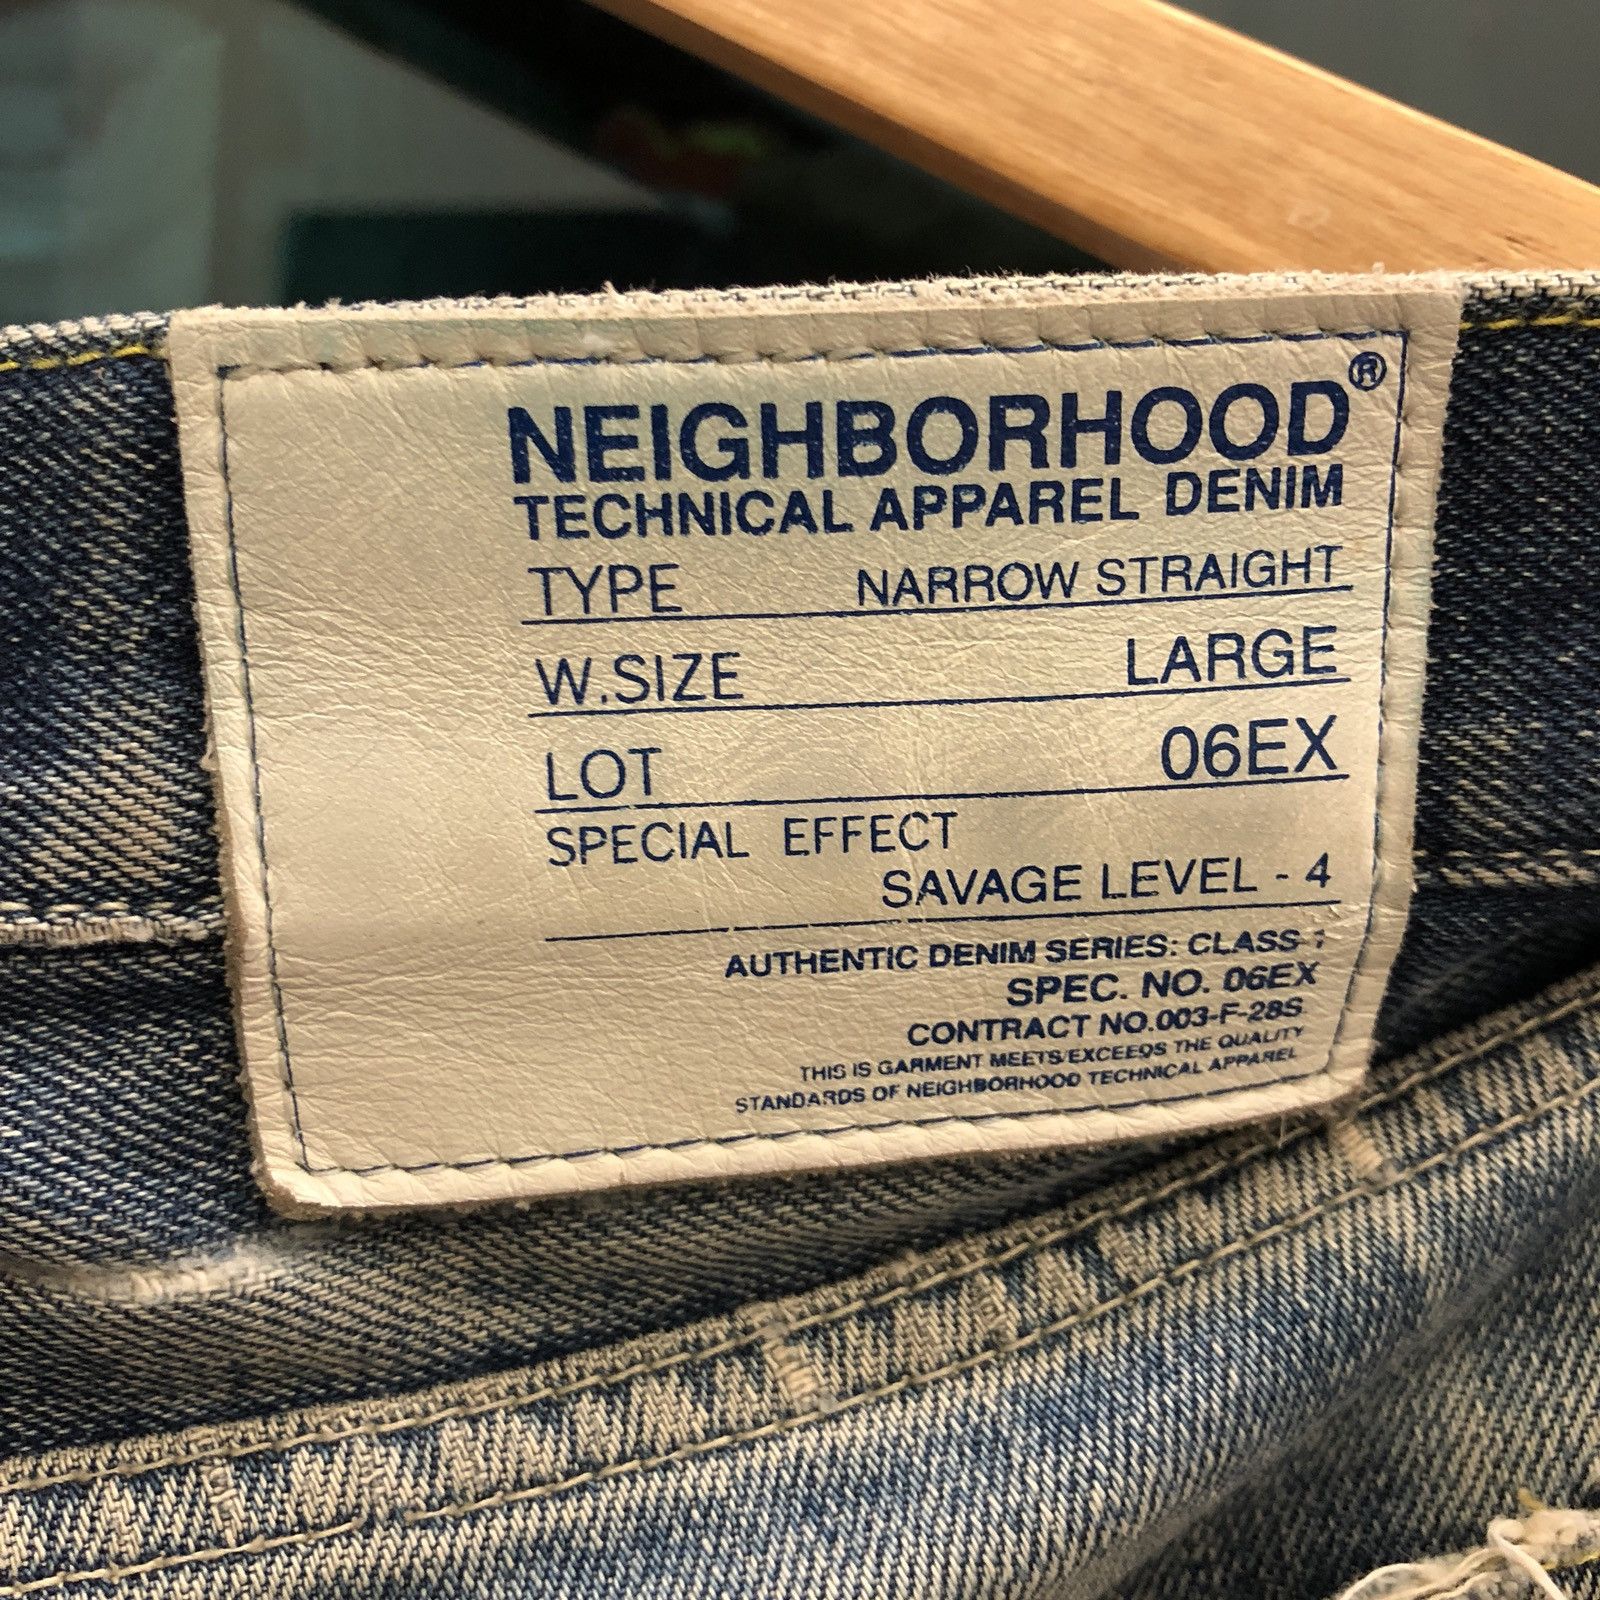 NEIGHBORHOOD®
TECHNICAL APPAREL DENIM
TYPE NARROW STRAIGHT
W.SIZE LARGE
LOT 06EX
SPECIAL EFFECT
SAVAGE LEVEL - 4
AUTHENTIC DENIM SERIES: CLASS 1
SPEC. NO. 06EX
CONTRACT NO.003-F-28S
THIS IS GARMENT MEETS/EXCEEDS THE QUALITY
STANDARDS OF NEIGHBORHOOD TECHNICAL APPAREL